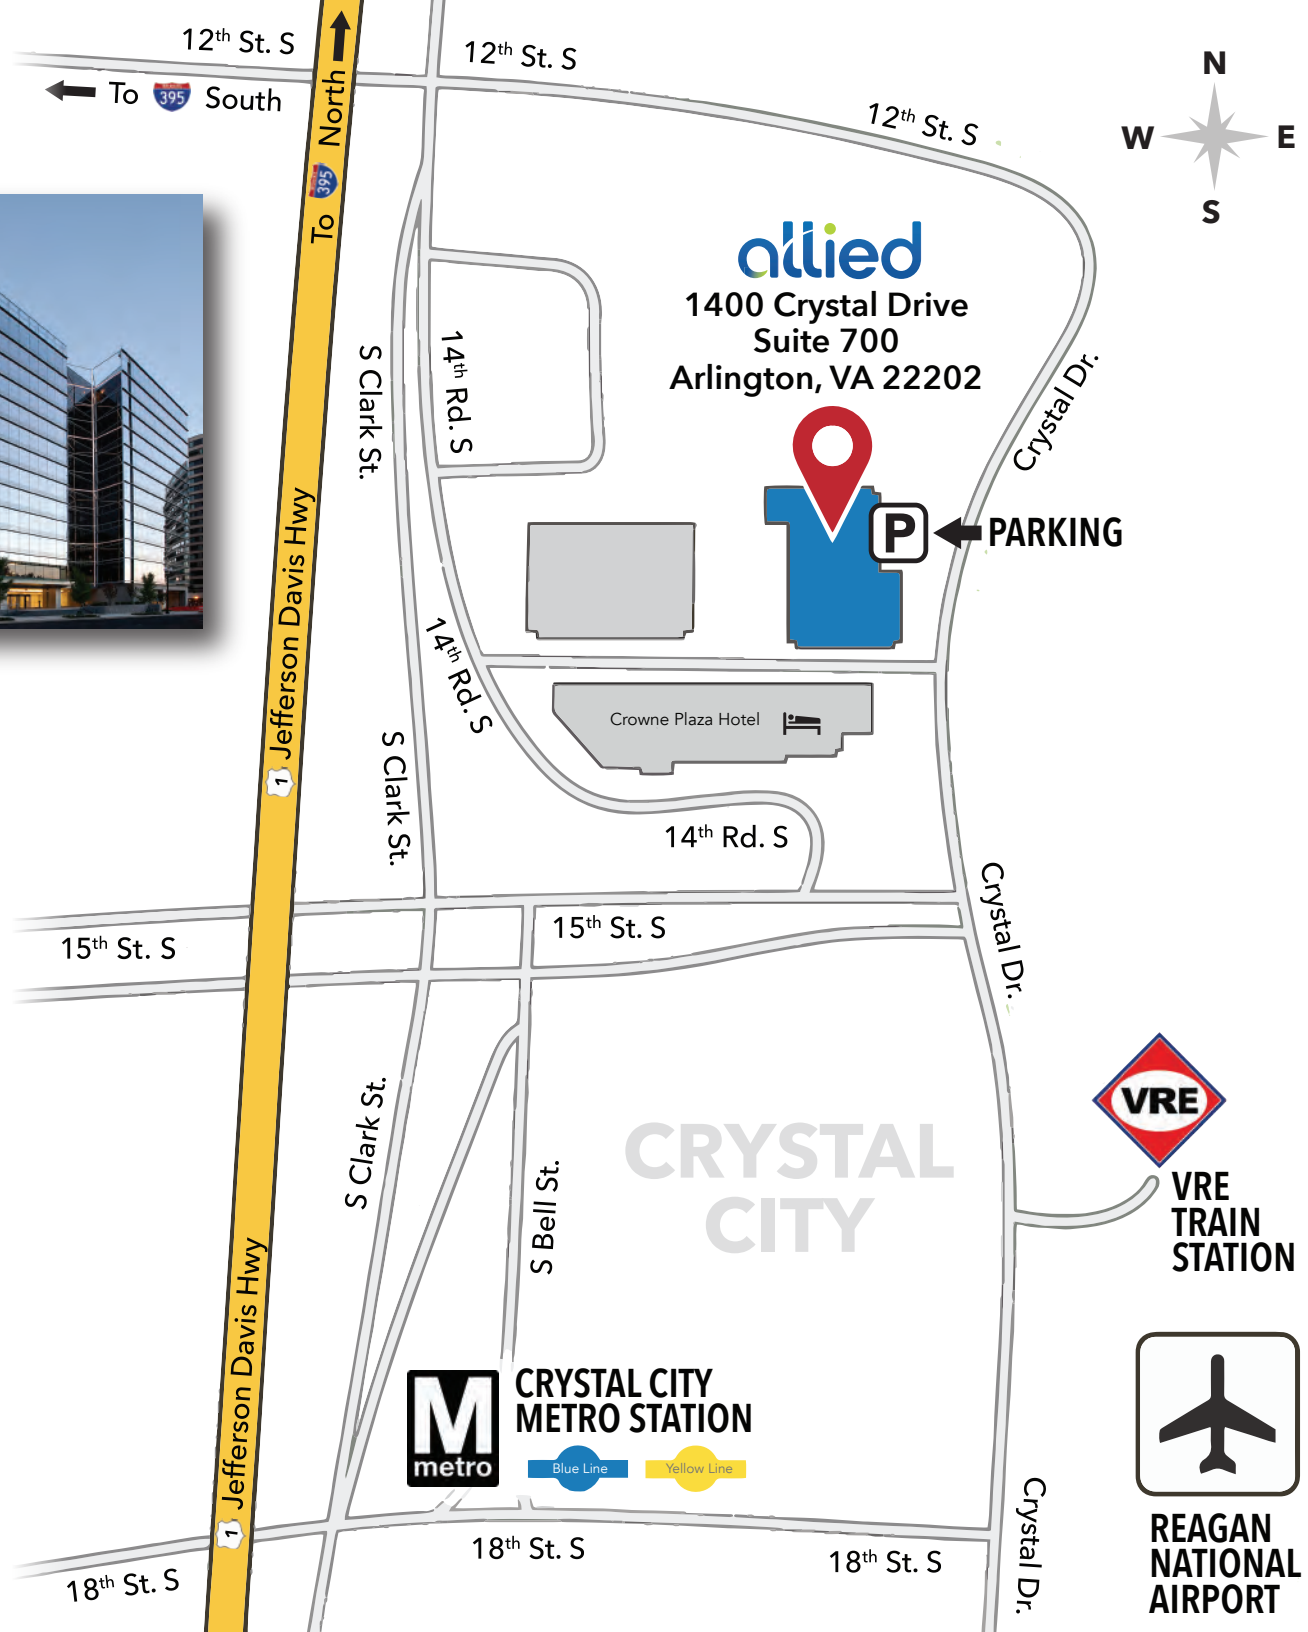 12th St. S
12th St. S
To 395 South
To 395 North
12th St. S
N
W E
S
allied
1400 Crystal Drive
Suite 700
Arlington, VA 22202
S Clark St.
14th Rd. S
Crystal Dr.
P
PARKING
1 Jefferson Davis Hwy
14th Rd. S
Crowne Plaza Hotel
S Clark St.
14th Rd. S
15th St. S
15th St. S
Crystal Dr.
S Clark St.
S Bell St.
CRYSTAL
CITY
VRE
VRE
TRAIN
STATION
1 Jefferson Davis Hwy
M
metro
CRYSTAL CITY
METRO STATION
Blue Line
Yellow Line
18th St. S
18th St. S
18th St. S
Crystal Dr.
REAGAN
NATIONAL
AIRPORT